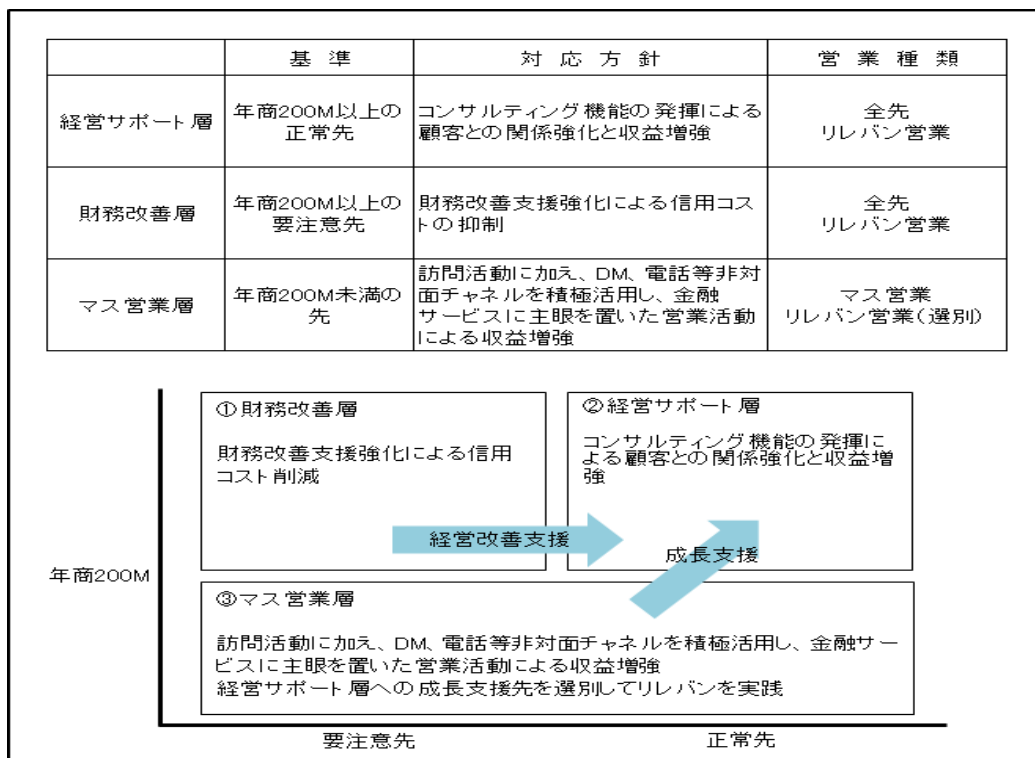 基 準
対 応 方 針
営 業 種 類
経営サポート層
年商200M以上の
正常先
コンサルティング機能の発揮による
顧客との関係強化と収益増強
全先
リレバン営業
財務改善層
年商200M以上の
要注意先
財務改善支援強化による信用コス
トの抑制
全先
リレバン営業
マス営業層
年商200M未満の
先
訪問活動に加え、DM、電話等非対
面チャネルを積極活用し、金融
サービスに主眼を置いた営業活動
による収益増強
マス営業
リレバン営業(選別)
①財務改善層
財務改善支援強化による信用
コスト削減
②経営サポート層
コンサルティング機能の発揮によ
る顧客との関係強化と収益増
強
経営改善支援
成長支援
年商200M
③マス営業層
訪問活動に加え、DM、電話等非対面チャネルを積極活用し、金融サー
ビスに主眼を置いた営業活動による収益増強
経営サポート層への成長支援先を選別してリレバンを実践
要注意先
正常先